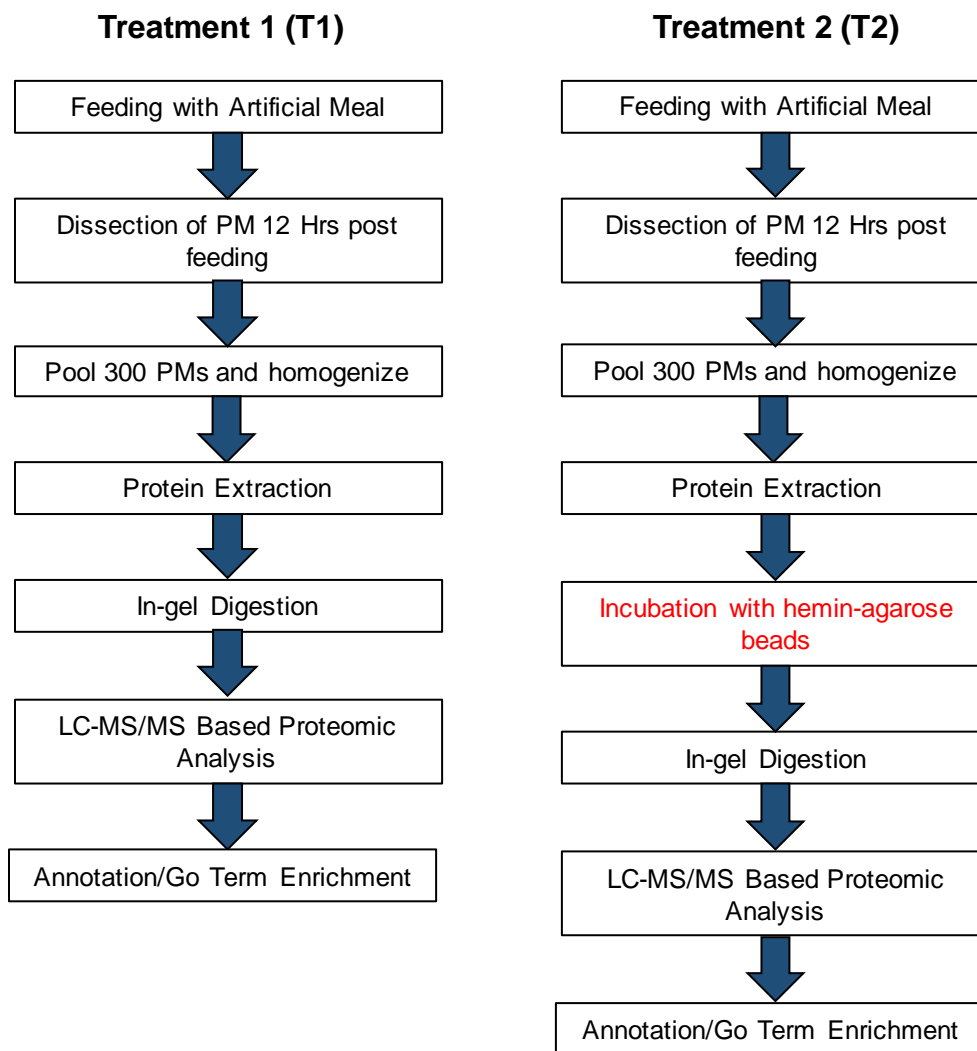 Treatment 1 (T1)
Feeding with Artificial Meal
Dissection of PM 12 Hrs post
feeding
Pool 300 PMs and homogenize
Protein Extraction
In-gel Digestion
LC-MS/MS Based Proteomic
Analysis
Annotation/Go Term Enrichment
Treatment 2 (T2)
Feeding with Artificial Meal
Dissection of PM 12 Hrs post
feeding
Pool 300 PMs and homogenize
Protein Extraction
Incubation with hemin-agarose
beads
In-gel Digestion
LC-MS/MS Based Proteomic
Analysis
Annotation/Go Term Enrichment